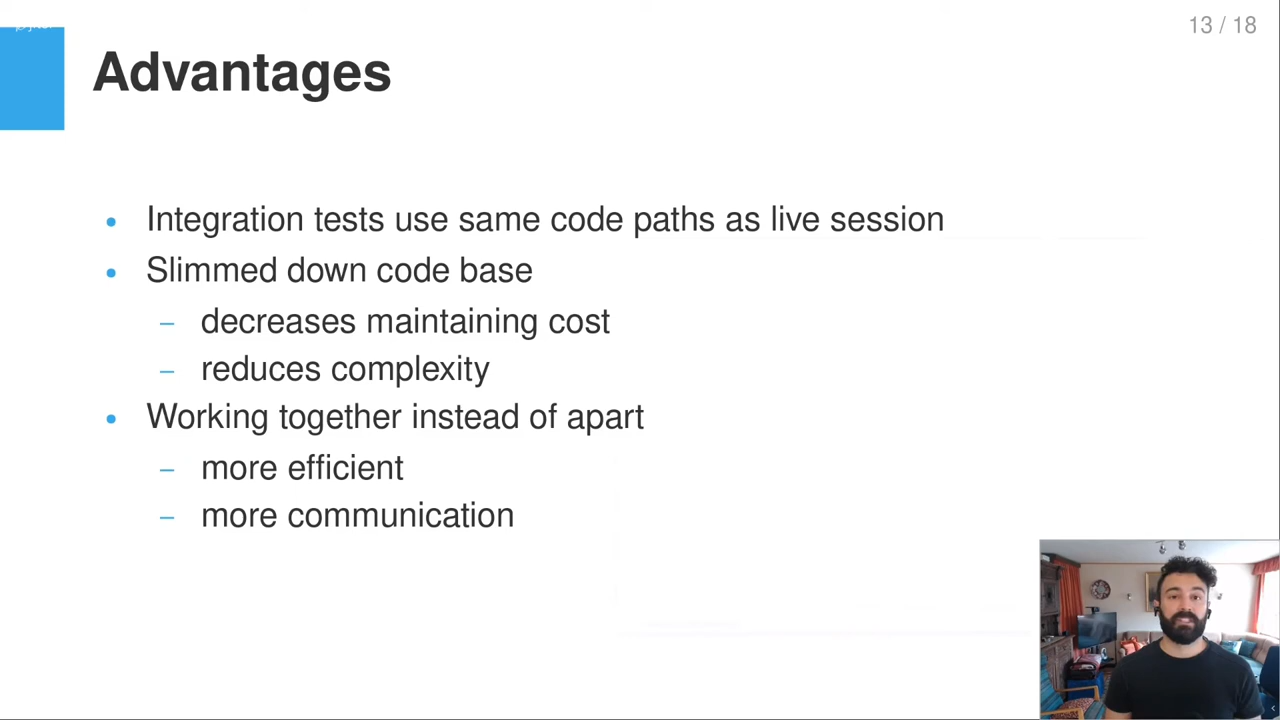 13 / 18
Advantages
• Integration tests use same code paths as live session
• Slimmed down code base
– decreases maintaining cost
– reduces complexity
• Working together instead of apart
– more efficient
– more communication